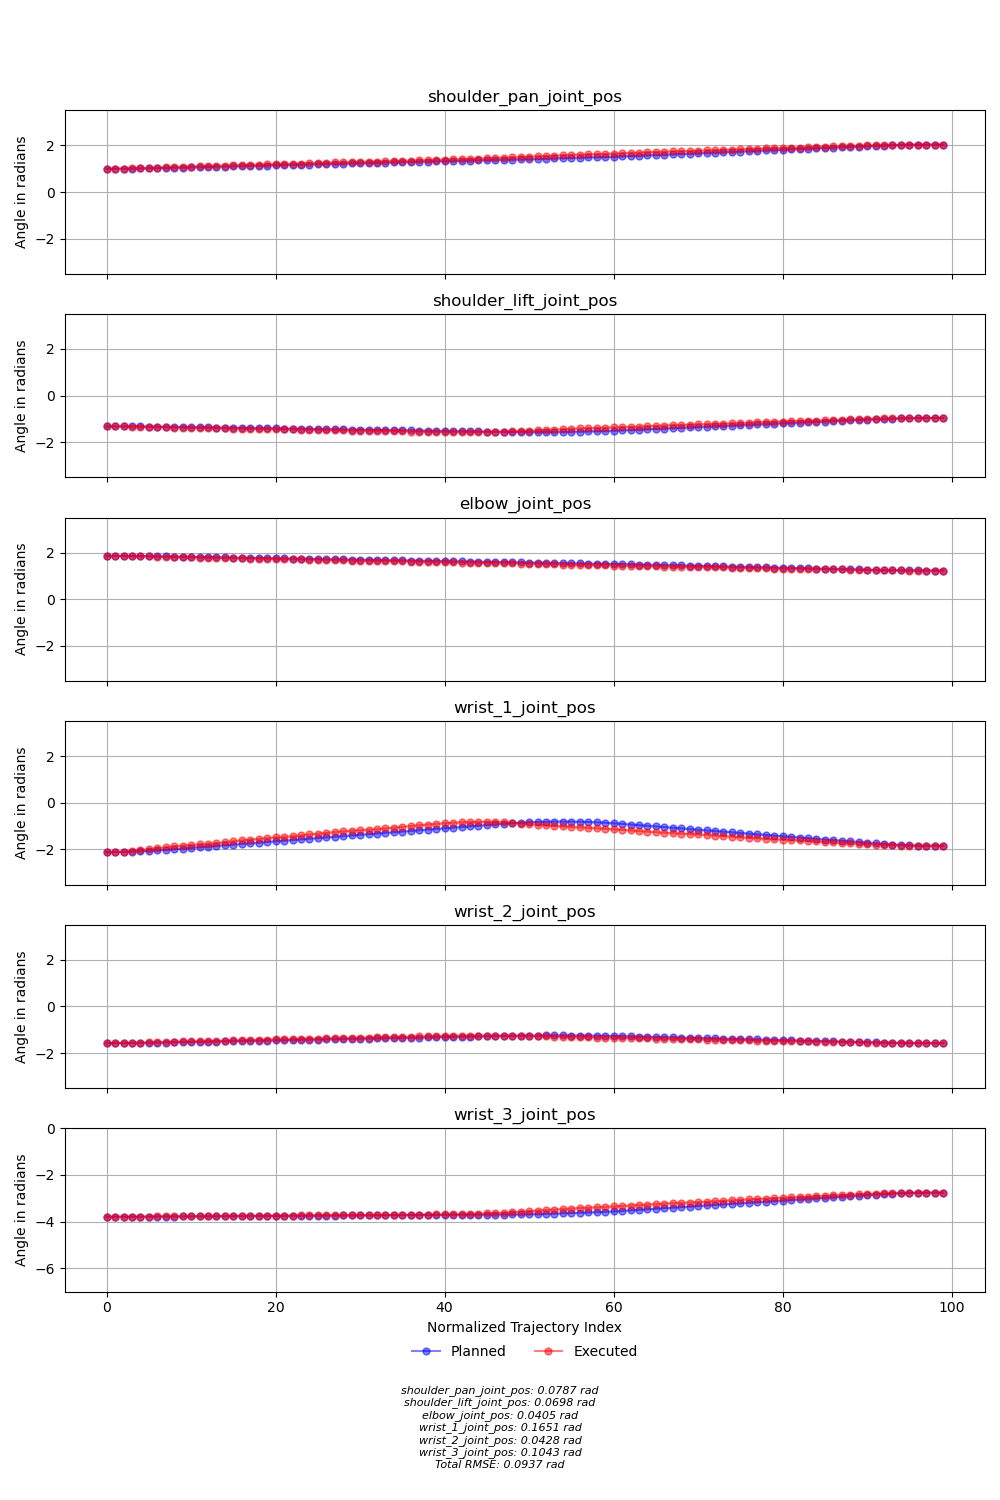 shoulder_pan_joint_pos
Angle in radians
2
0
−2
shoulder_lift_joint_pos
Angle in radians
2
0
−2
elbow_joint_pos
Angle in radians
2
0
−2
wrist_1_joint_pos
Angle in radians
2
0
−2
wrist_2_joint_pos
Angle in radians
2
0
−2
wrist_3_joint_pos
Angle in radians
0
−2
−4
−6
0 20 40 60 80 100
Normalized Trajectory Index
Planned Executed
shoulder_pan_joint_pos: 0.0787 rad
shoulder_lift_joint_pos: 0.0698 rad
elbow_joint_pos: 0.0405 rad
wrist_1_joint_pos: 0.1651 rad
wrist_2_joint_pos: 0.0428 rad
wrist_3_joint_pos: 0.1043 rad
Total RMSE: 0.0937 rad